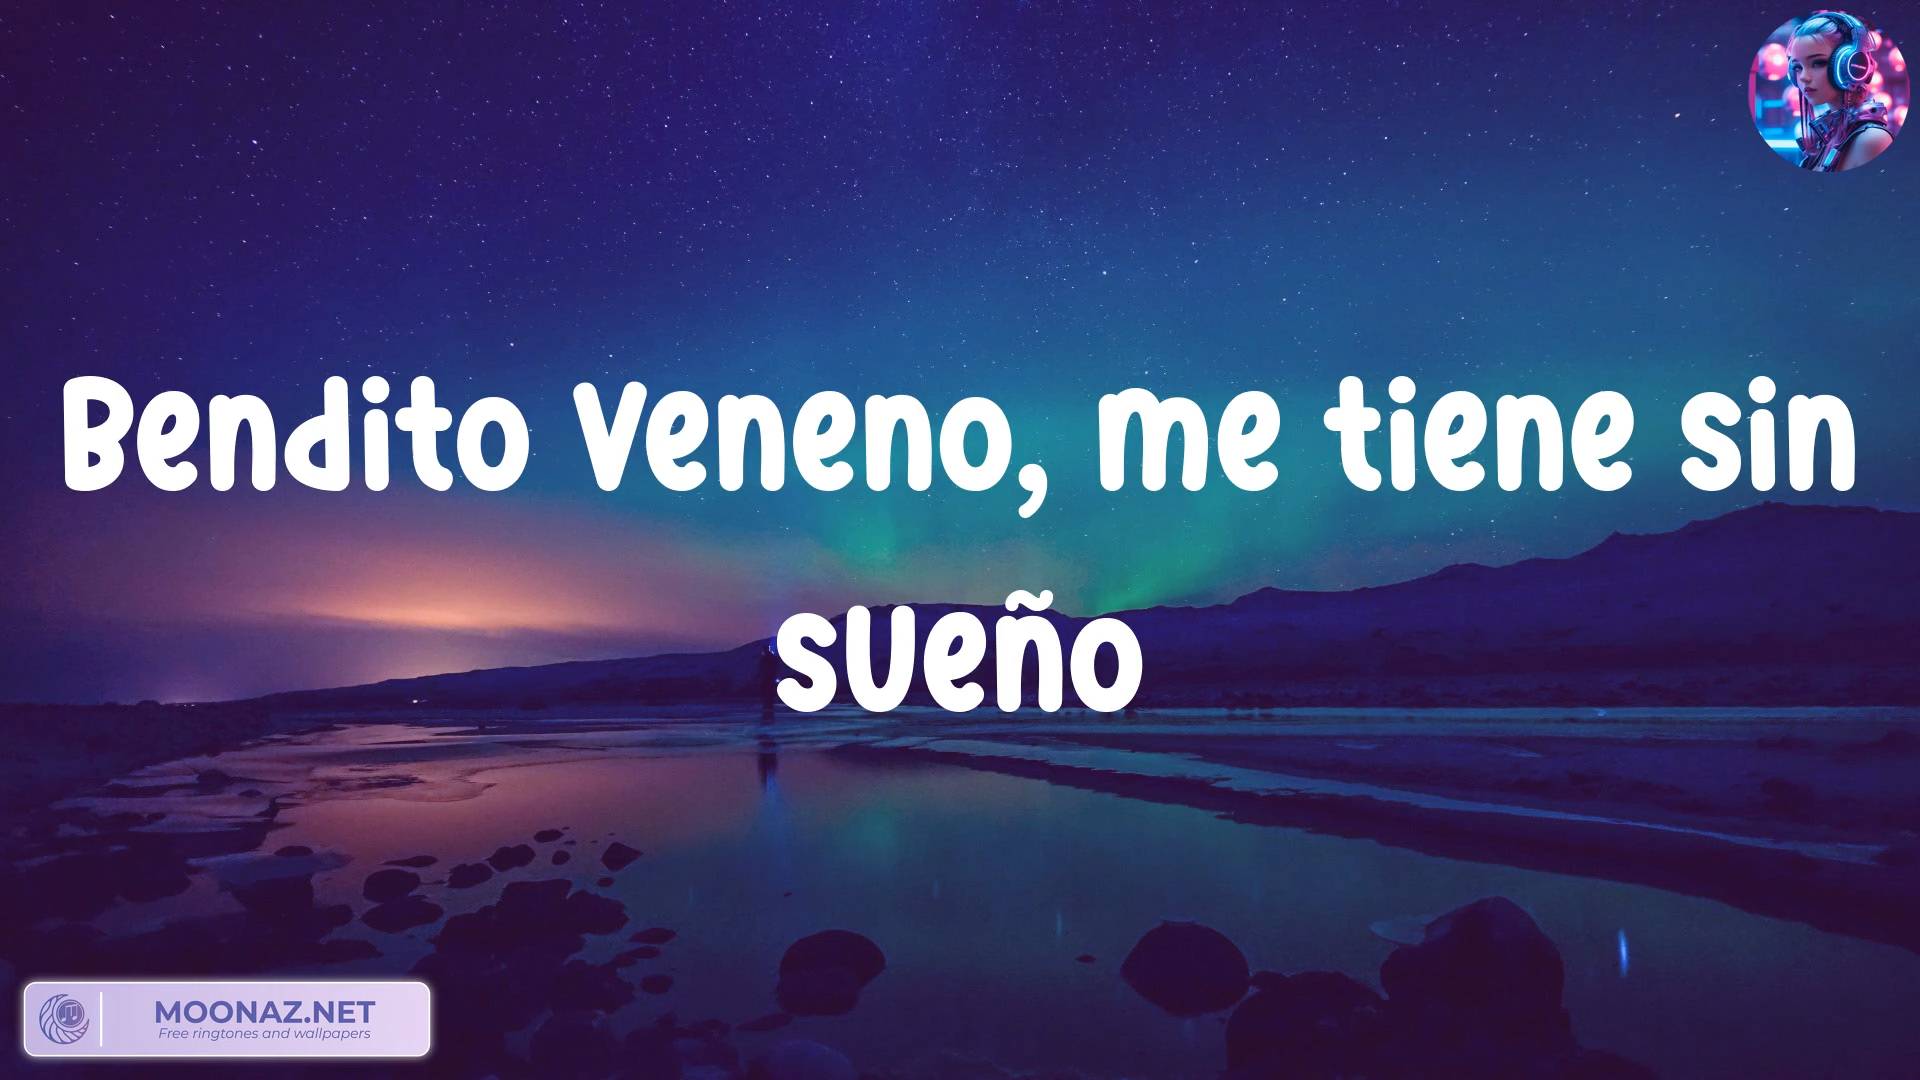 Bendito Veneno, me tiene sin
sueño
MOONAZ.NET
Free ringtones and wallpapers